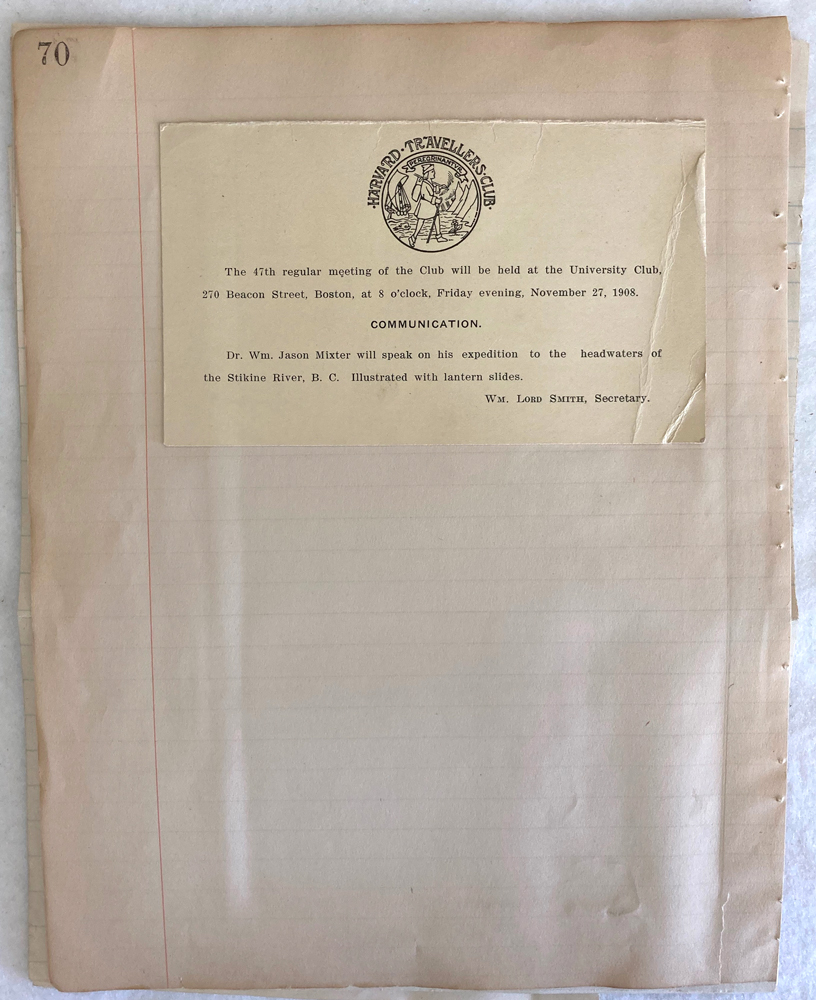 70
·HARVARD·TRAVELLERS·CLUB·
The 47th regular meeting of the Club will be held at the University Club,
270 Beacon Street, Boston, at 8 o'clock, Friday evening, November 27, 1908.
COMMUNICATION.
Dr. Wm. Jason Mixter will speak on his expedition to the headwaters of
the Stikine River, B. C. Illustrated with lantern slides.
WM. LORD SMITH, Secretary.